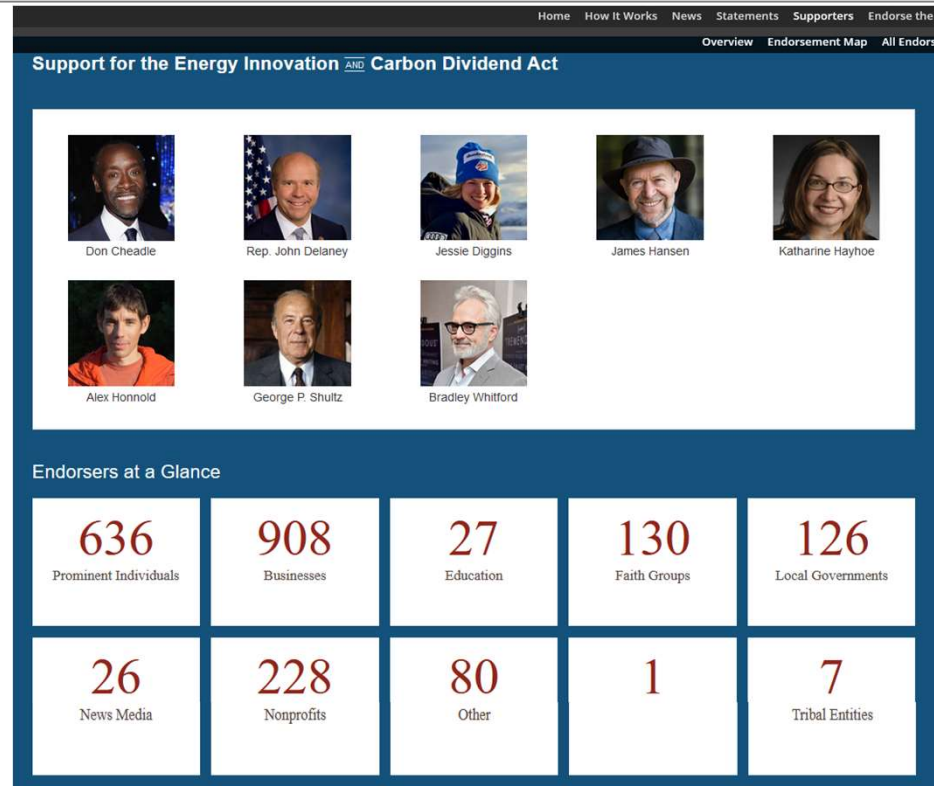 Home How It Works News Statements Supporters Endorse the
Overview Endorsement Map All Endors
Support for the Energy Innovation AND Carbon Dividend Act
Don Cheadle Rep. John Delaney Jessie Diggins James Hansen Katharine Hayhoe
Alex Honnold George P. Shultz Bradley Whitford
Endorsers at a Glance
636 908 27 130 126
Prominent Individuals Businesses Education Faith Groups Local Governments
26 228 80 1 7
News Media Nonprofits Other Tribal Entities